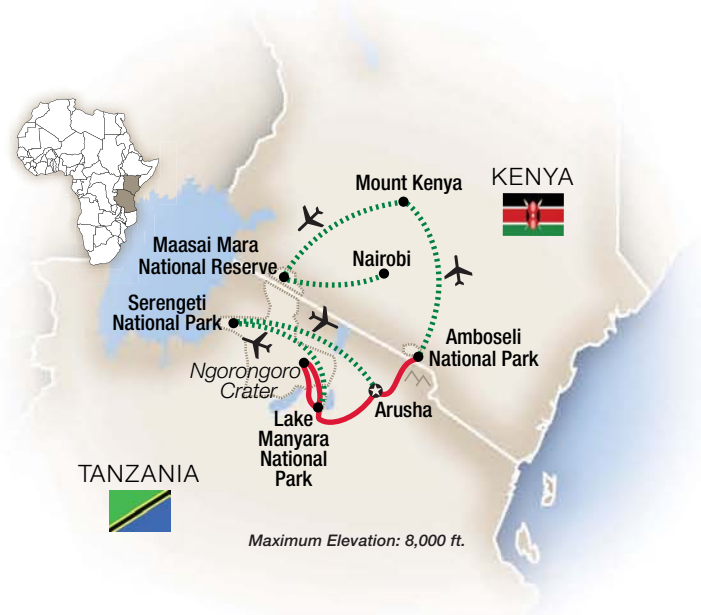 Mount Kenya
KENYA
Maasai Mara
National Reserve
Nairobi
Serengeti
National Park
Amboseli
National Park
Ngorongoro
Crater
Arusha
Lake
Manyara
National
Park
TANZANIA
Maximum Elevation: 8,000 ft.